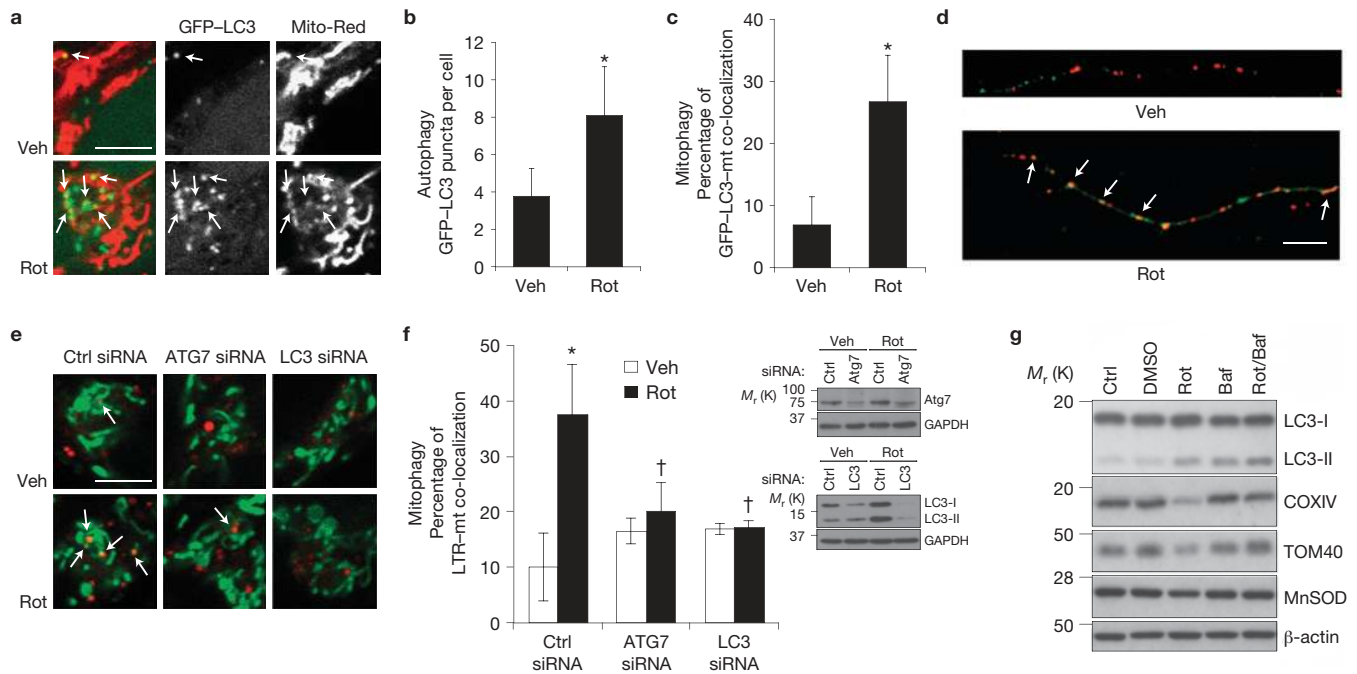 a
GFP–LC3 Mito-Red
Veh
Rot
b
Autophagy
GFP–LC3 puncta per cell
12
10
8
6
4
2
0
*
Veh Rot
c
Mitophagy
Percentage of
GFP–LC3–mt co-localization
40
30
20
10
0
*
Veh Rot
d
Veh
Rot
e
Ctrl siRNA ATG7 siRNA LC3 siRNA
Veh
Rot
f
Mitophagy
Percentage of
LTR–mt co-localization
50
40
30
20
10
0
*
†
†
Veh
Rot
Ctrl siRNA
ATG7 siRNA
LC3 siRNA
Veh Rot
siRNA: Ctrl Atg7 Ctrl Atg7
Mr (K)
100
75
37
Atg7
GAPDH
Veh Rot
siRNA: Ctrl LC3 Ctrl LC3
Mr (K)
15
37
LC3-I
LC3-II
GAPDH
g
Mr (K) Ctrl DMSO Rot Baf Rot/Baf
20
LC3-I
LC3-II
20
COXIV
50
TOM40
28
MnSOD
50
β-actin